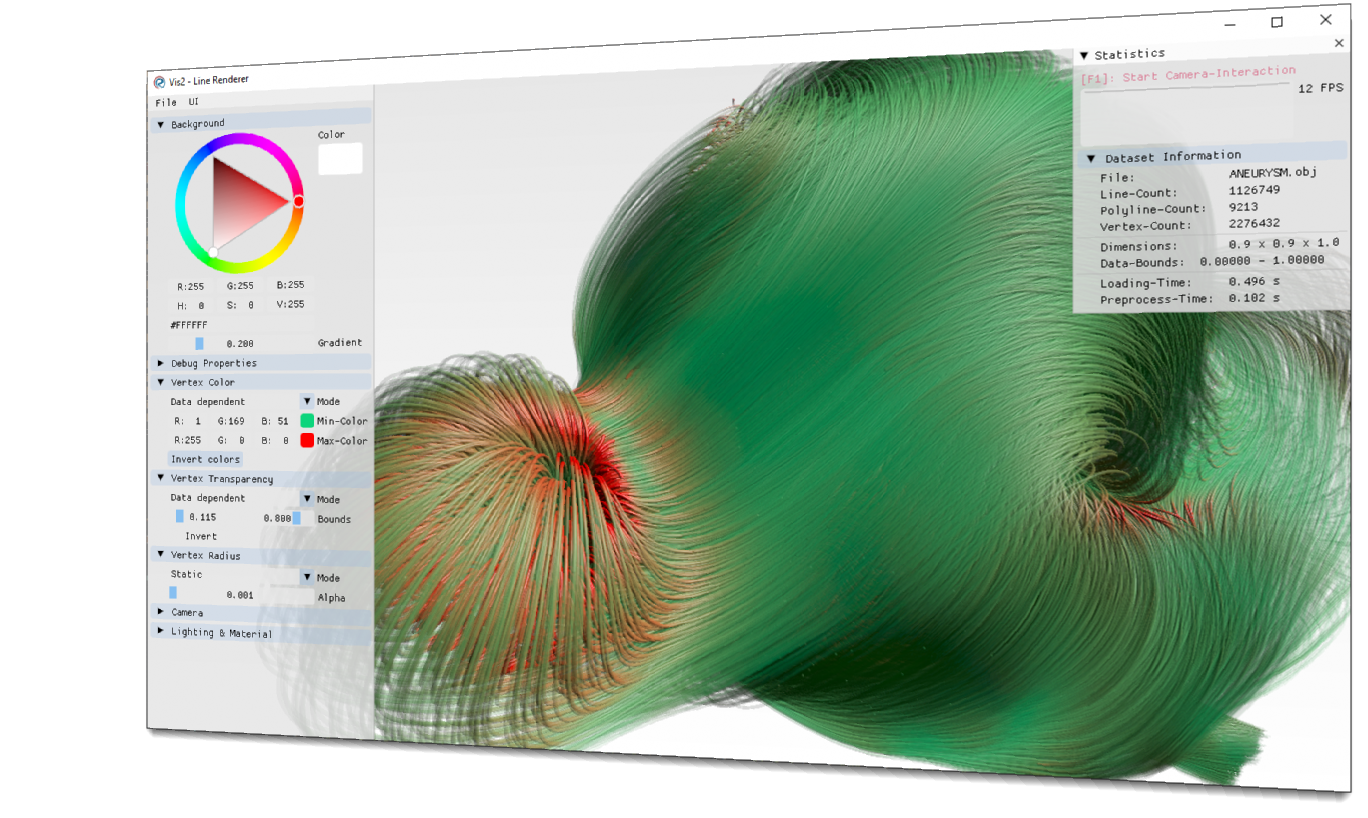 Vis2 - Line Renderer
File UI
Background
Color
R:255 G:255 B:255
H: 0 S: 0 V:255
#FFFFFF
0.200 Gradient
Debug Properties
Vertex Color
Data dependent Mode
R: 1 G:169 B: 51 Min-Color
R:255 G: 0 B: 0 Max-Color
Invert colors
Vertex Transparency
Data dependent Mode
0.115 0.800 Bounds
Invert
Vertex Radius
Static Mode
0.001 Alpha
Camera
Lighting & Material
Statistics
[F1]: Start Camera-Interaction
12 FPS
Dataset Information
File: ANEURYSM.obj
Line-Count: 1126749
Polyline-Count: 9213
Vertex-Count: 2276432
Dimensions: 0.9 x 0.9 x 1.0
Data-Bounds: 0.00000 - 1.00000
Loading-Time: 0.496 s
Preprocess-Time: 0.102 s